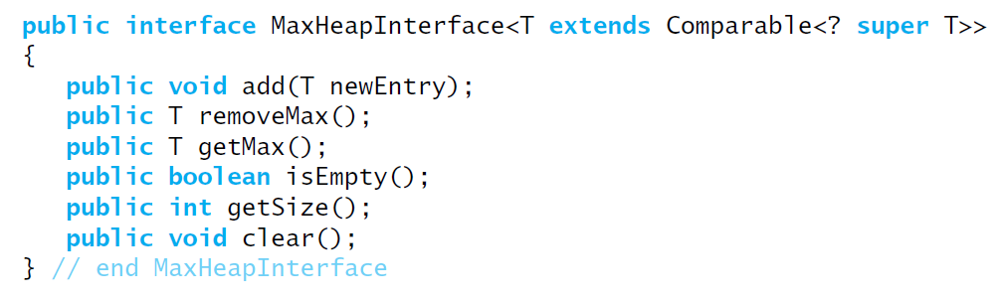 public interface MaxHeapInterface<T extends Comparable<? super T>>
{
   public void add(T newEntry);
   public T removeMax();
   public T getMax();
   public boolean isEmpty();
   public int getSize();
   public void clear();
} // end MaxHeapInterface